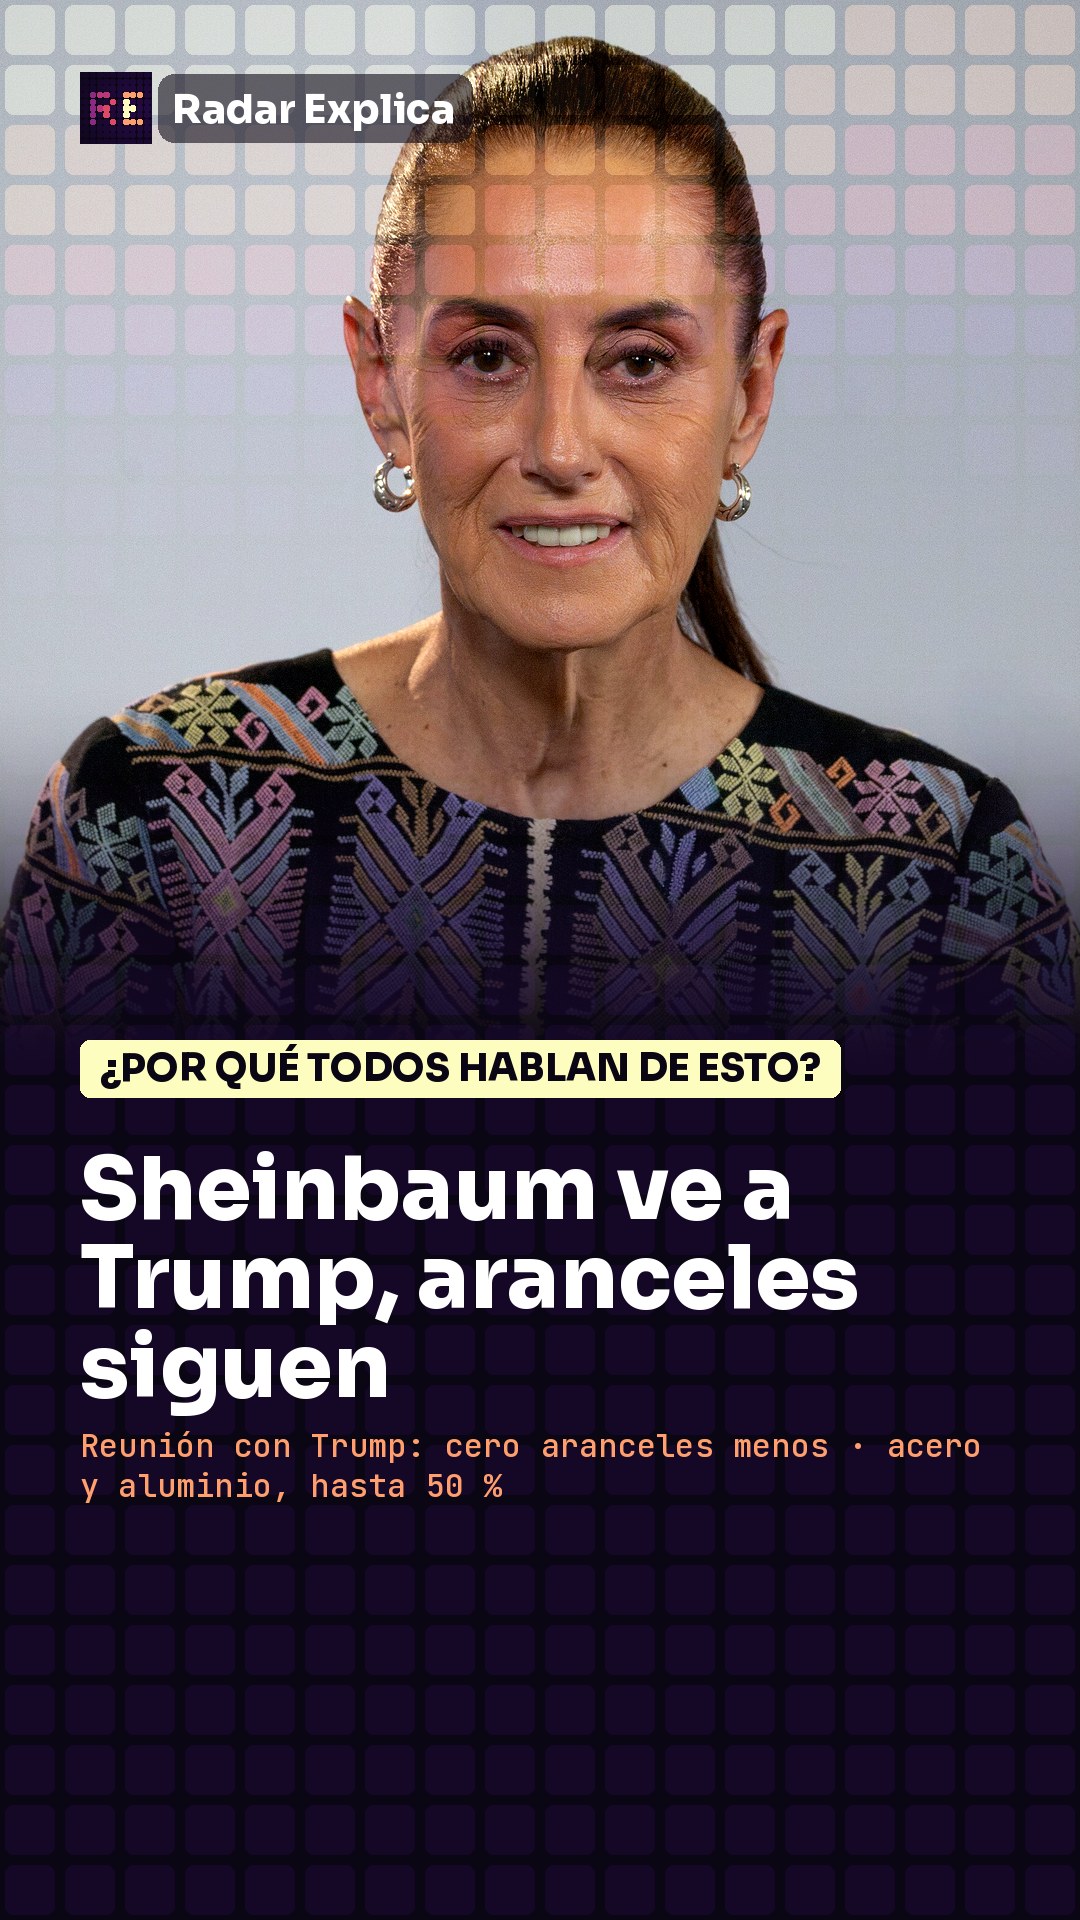 RE
Radar Explica
¿POR QUÉ TODOS HABLAN DE ESTO?
Sheinbaum ve a
Trump, aranceles
siguen
Reunión con Trump: cero aranceles menos · acero
y aluminio, hasta 50 %